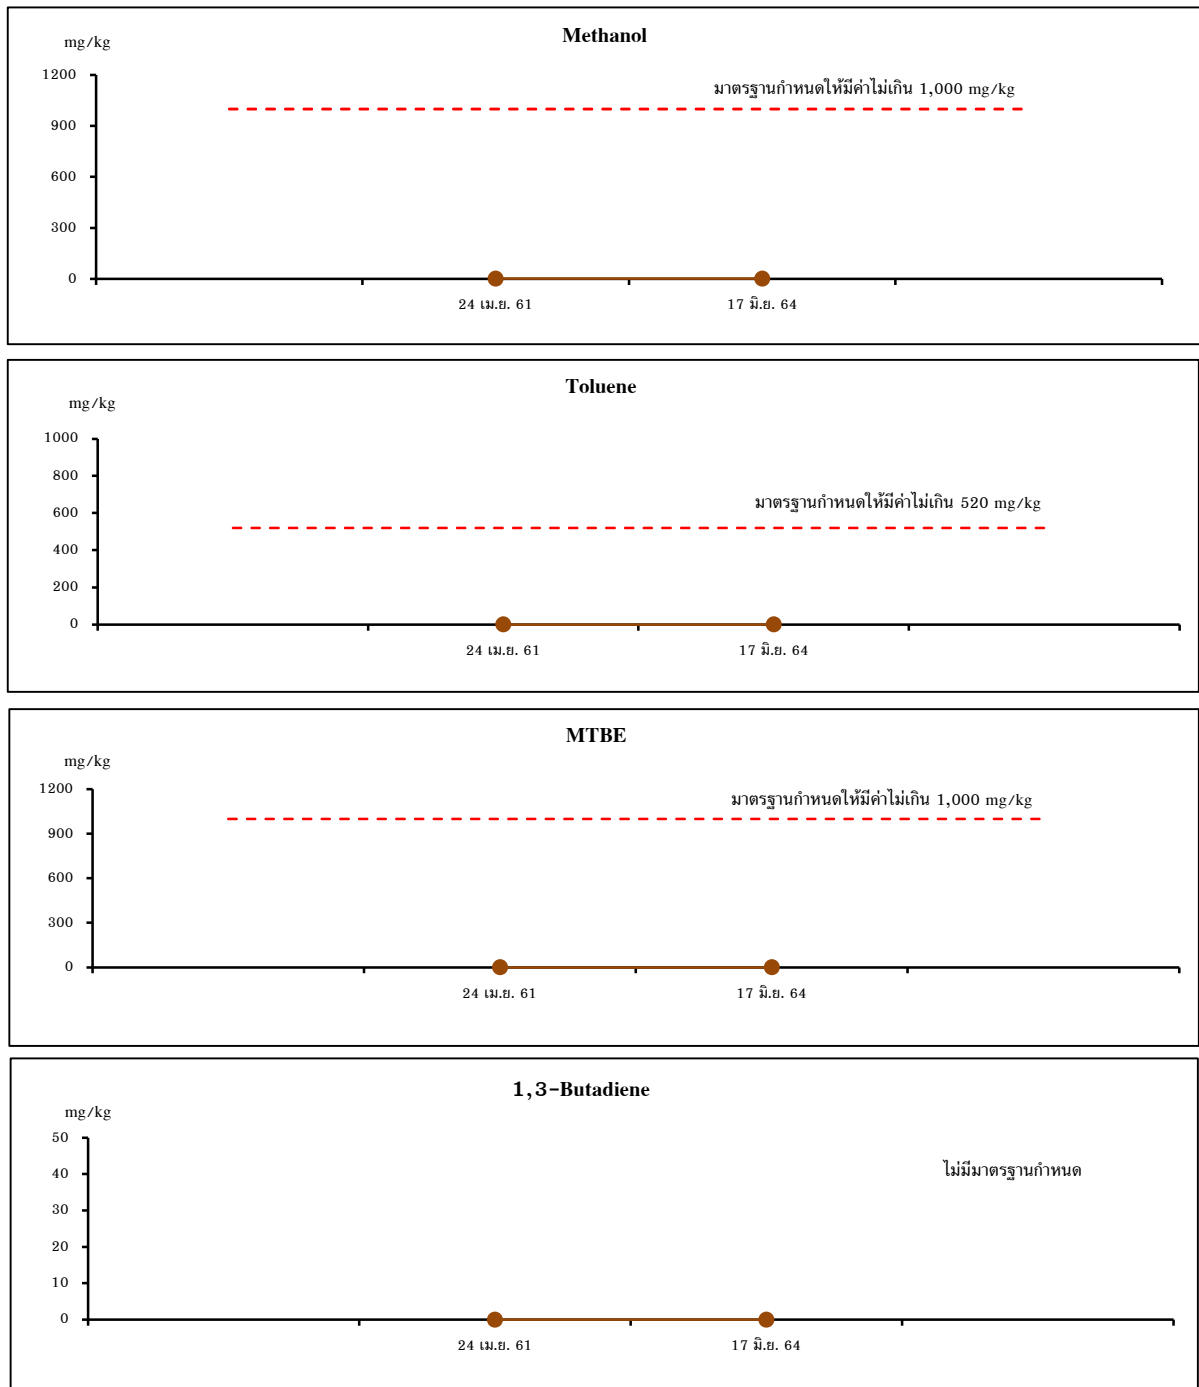 Methanol
mg/kg
1200
มาตรฐานกำหนดให้มีค่าไม่เกิน 1,000 mg/kg
900
600
300
0
24 เม.ย. 61 17 มิ.ย. 64
Toluene
mg/kg
1000
800
มาตรฐานกำหนดให้มีค่าไม่เกิน 520 mg/kg
600
400
200
0
24 เม.ย. 61 17 มิ.ย. 64
MTBE
mg/kg
1200
มาตรฐานกำหนดให้มีค่าไม่เกิน 1,000 mg/kg
900
600
300
0
24 เม.ย. 61 17 มิ.ย. 64
1,3-Butadiene
mg/kg
50
40
ไม่มีมาตรฐานกำหนด
30
20
10
0
24 เม.ย. 61 17 มิ.ย. 64